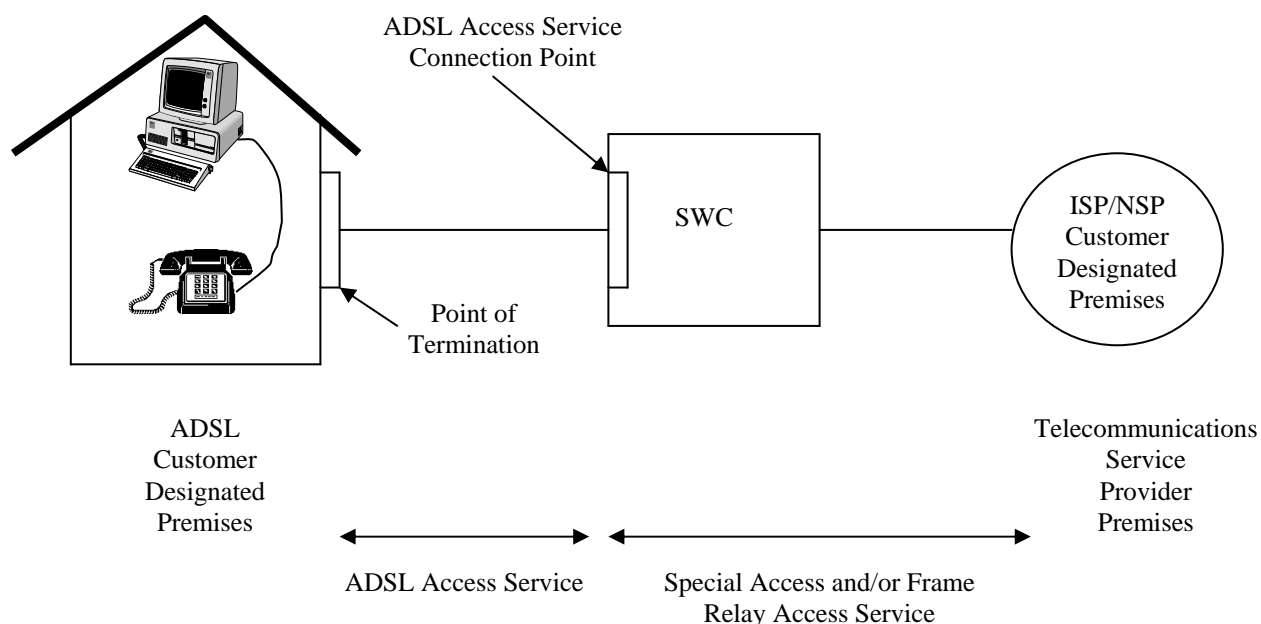 ADSL Access Service
Connection Point
SWC
ISP/NSP
Customer
Designated
Premises
Point of
Termination
ADSL
Customer
Designated
Premises
Telecommunications
Service
Provider
Premises
ADSL Access Service
Special Access and/or Frame
Relay Access Service